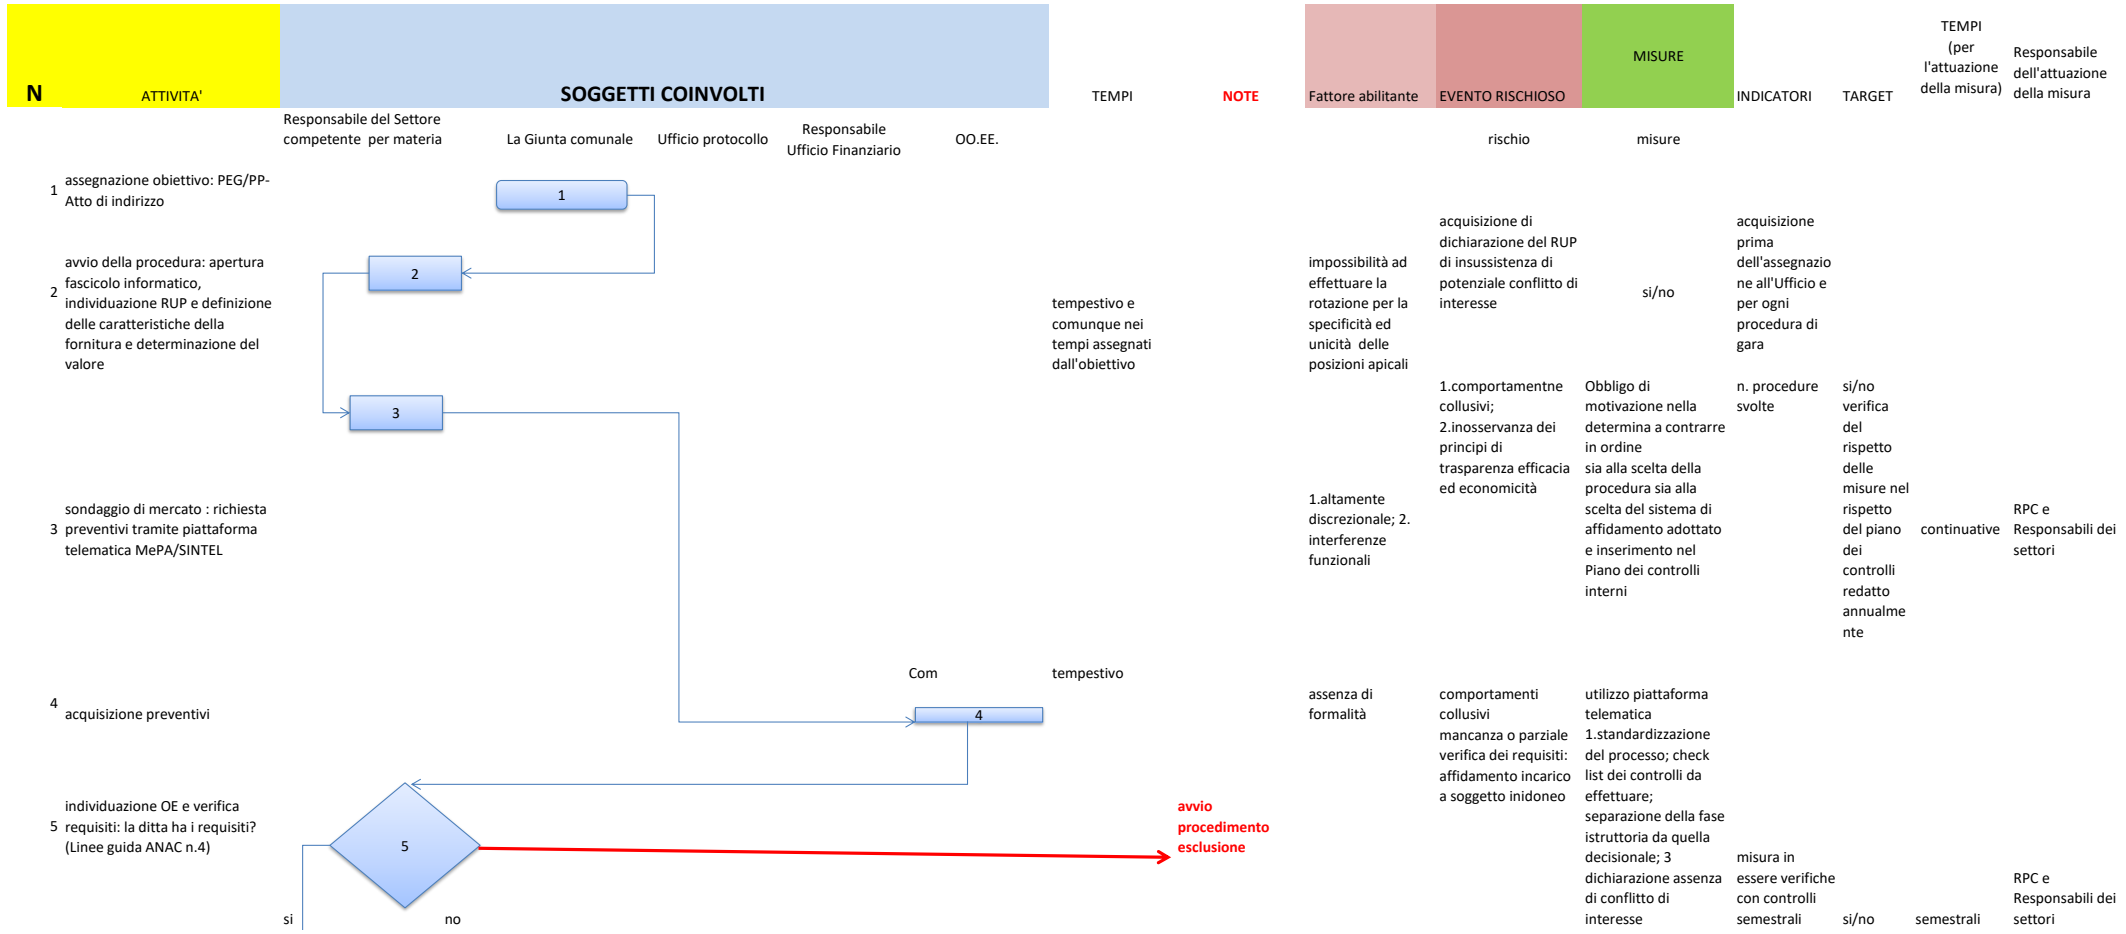 N
ATTIVITA'
SOGGETTI COINVOLTI
TEMPI
NOTE
Fattore abilitante
EVENTO RISCHIOSO
MISURE
INDICATORI
TARGET
TEMPI
(per
l'attuazione
della misura)
Responsabile
dell'attuazione
della misura
Responsabile del Settore
competente per materia
La Giunta comunale
Ufficio protocollo
Responsabile
Ufficio Finanziario
OO.EE.
rischio
misure
1
assegnazione obiettivo: PEG/PP-
Atto di indirizzo
1
2
avvio della procedura: apertura
fascicolo informatico,
individuazione RUP e definizione
delle caratteristiche della
fornitura e determinazione del
valore
2
tempestivo e
comunque nei
tempi assegnati
dall'obiettivo
impossibilità ad
effettuare la
rotazione per la
specificità ed
unicità delle
posizioni apicali
acquisizione di
dichiarazione del RUP
di insussistenza di
potenziale conflitto di
interesse
si/no
acquisizione
prima
dell'assegnazio
ne all'Ufficio e
per ogni
procedura di
gara
3
sondaggio di mercato : richiesta
preventivi tramite piattaforma
telematica MePA/SINTEL
3
1.altamente
discrezionale; 2.
interferenze
funzionali
1.comportamentne
collusivi;
2.inosservanza dei
principi di
trasparenza efficacia
ed economicità
Obbligo di
motivazione nella
determina a contrarre
in ordine
sia alla scelta della
procedura sia alla
scelta del sistema di
affidamento adottato
e inserimento nel
Piano dei controlli
interni
n. procedure
svolte
si/no
verifica
del
rispetto
delle
misure nel
rispetto
del piano
dei
controlli
redatto
annualme
nte
continuative
RPC e
Responsabili dei
settori
4
acquisizione preventivi
Com
4
tempestivo
assenza di
formalità
comportamenti
collusivi
mancanza o parziale
verifica dei requisiti:
affidamento incarico
a soggetto inidoneo
utilizzo piattaforma
telematica
1.standardizzazione
del processo; check
list dei controlli da
effettuare;
separazione della fase
istruttoria da quella
decisionale; 3
dichiarazione assenza
di conflitto di
interesse
5
individuazione OE e verifica
requisiti: la ditta ha i requisiti?
(Linee guida ANAC n.4)
5
si
no
avvio
procedimento
esclusione
misura in
essere verifiche
con controlli
semestrali
si/no
semestrali
RPC e
Responsabili dei
settori